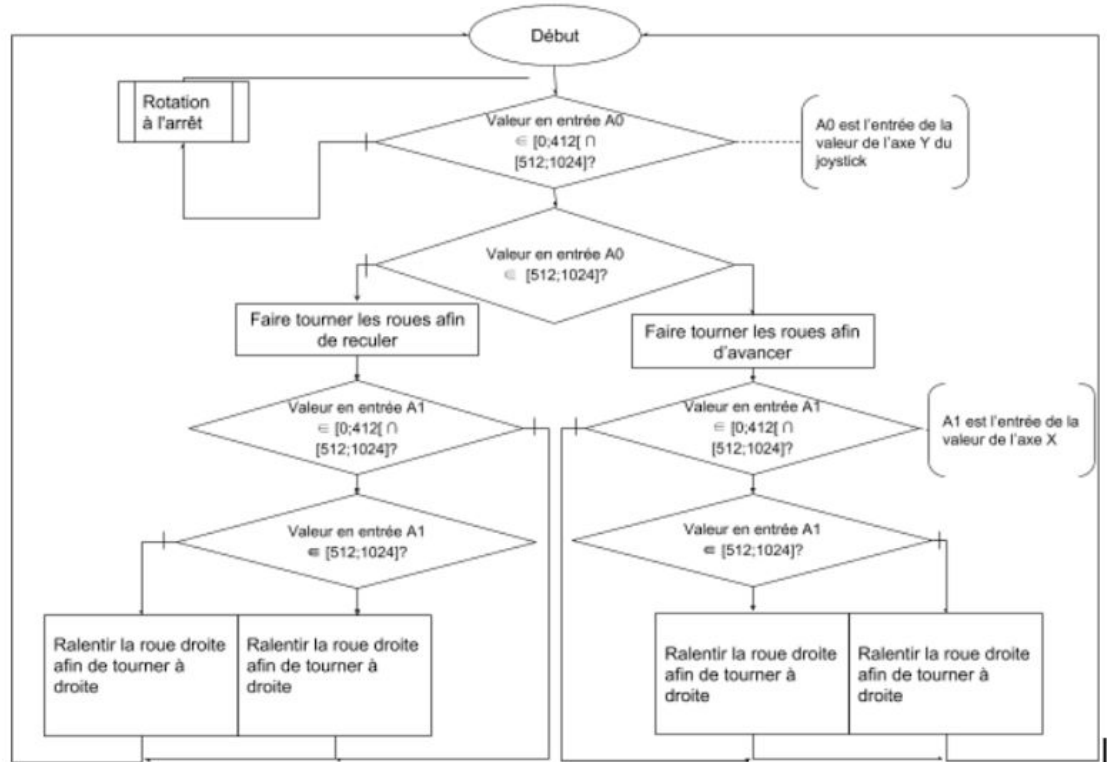 Début
Rotation
à l'arrêt
Valeur en entrée A0
∈ [0;412[ ∩
[512;1024]?
A0 est l'entrée de la
valeur de l'axe Y du
joystick
Valeur en entrée A0
∈ [512;1024]?
Faire tourner les roues afin
de reculer
Faire tourner les roues afin
d'avancer
Valeur en entrée A1
∈ [0;412[ ∩
[512;1024]?
Valeur en entrée A1
∈ [0;412[ ∩
[512;1024]?
A1 est l'entrée de la
valeur de l'axe X
Valeur en entrée A1
∈ [512;1024]?
Valeur en entrée A1
∈ [512;1024]?
Ralentir la roue droite
afin de tourner à
droite
Ralentir la roue droite
afin de tourner à
droite
Ralentir la roue droite
afin de tourner à
droite
Ralentir la roue droite
afin de tourner à
droite